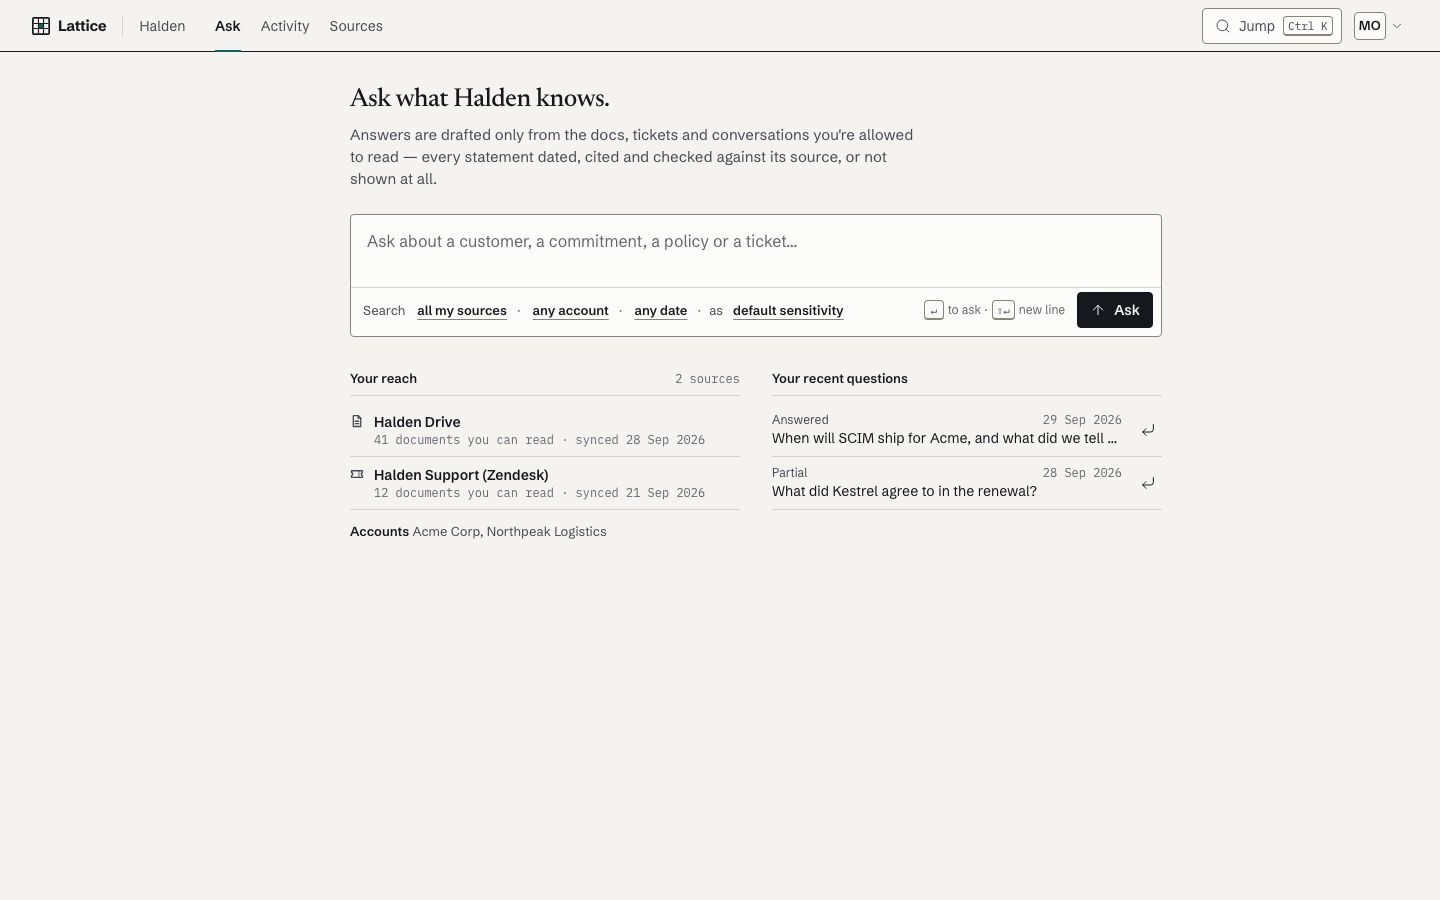 Lattice
Halden
Ask
Activity
Sources
Jump Ctrl K
MO
Ask what Halden knows.
Answers are drafted only from the docs, tickets and conversations you're allowed
to read — every statement dated, cited and checked against its source, or not
shown at all.
Ask about a customer, a commitment, a policy or a ticket...
Search all my sources · any account · any date · as default sensitivity
↵ to ask · ⇧↵ new line
Ask
Your reach
2 sources
Halden Drive
41 documents you can read · synced 28 Sep 2026
Halden Support (Zendesk)
12 documents you can read · synced 21 Sep 2026
Accounts Acme Corp, Northpeak Logistics
Your recent questions
Answered
29 Sep 2026
When will SCIM ship for Acme, and what did we tell ...
Partial
28 Sep 2026
What did Kestrel agree to in the renewal?